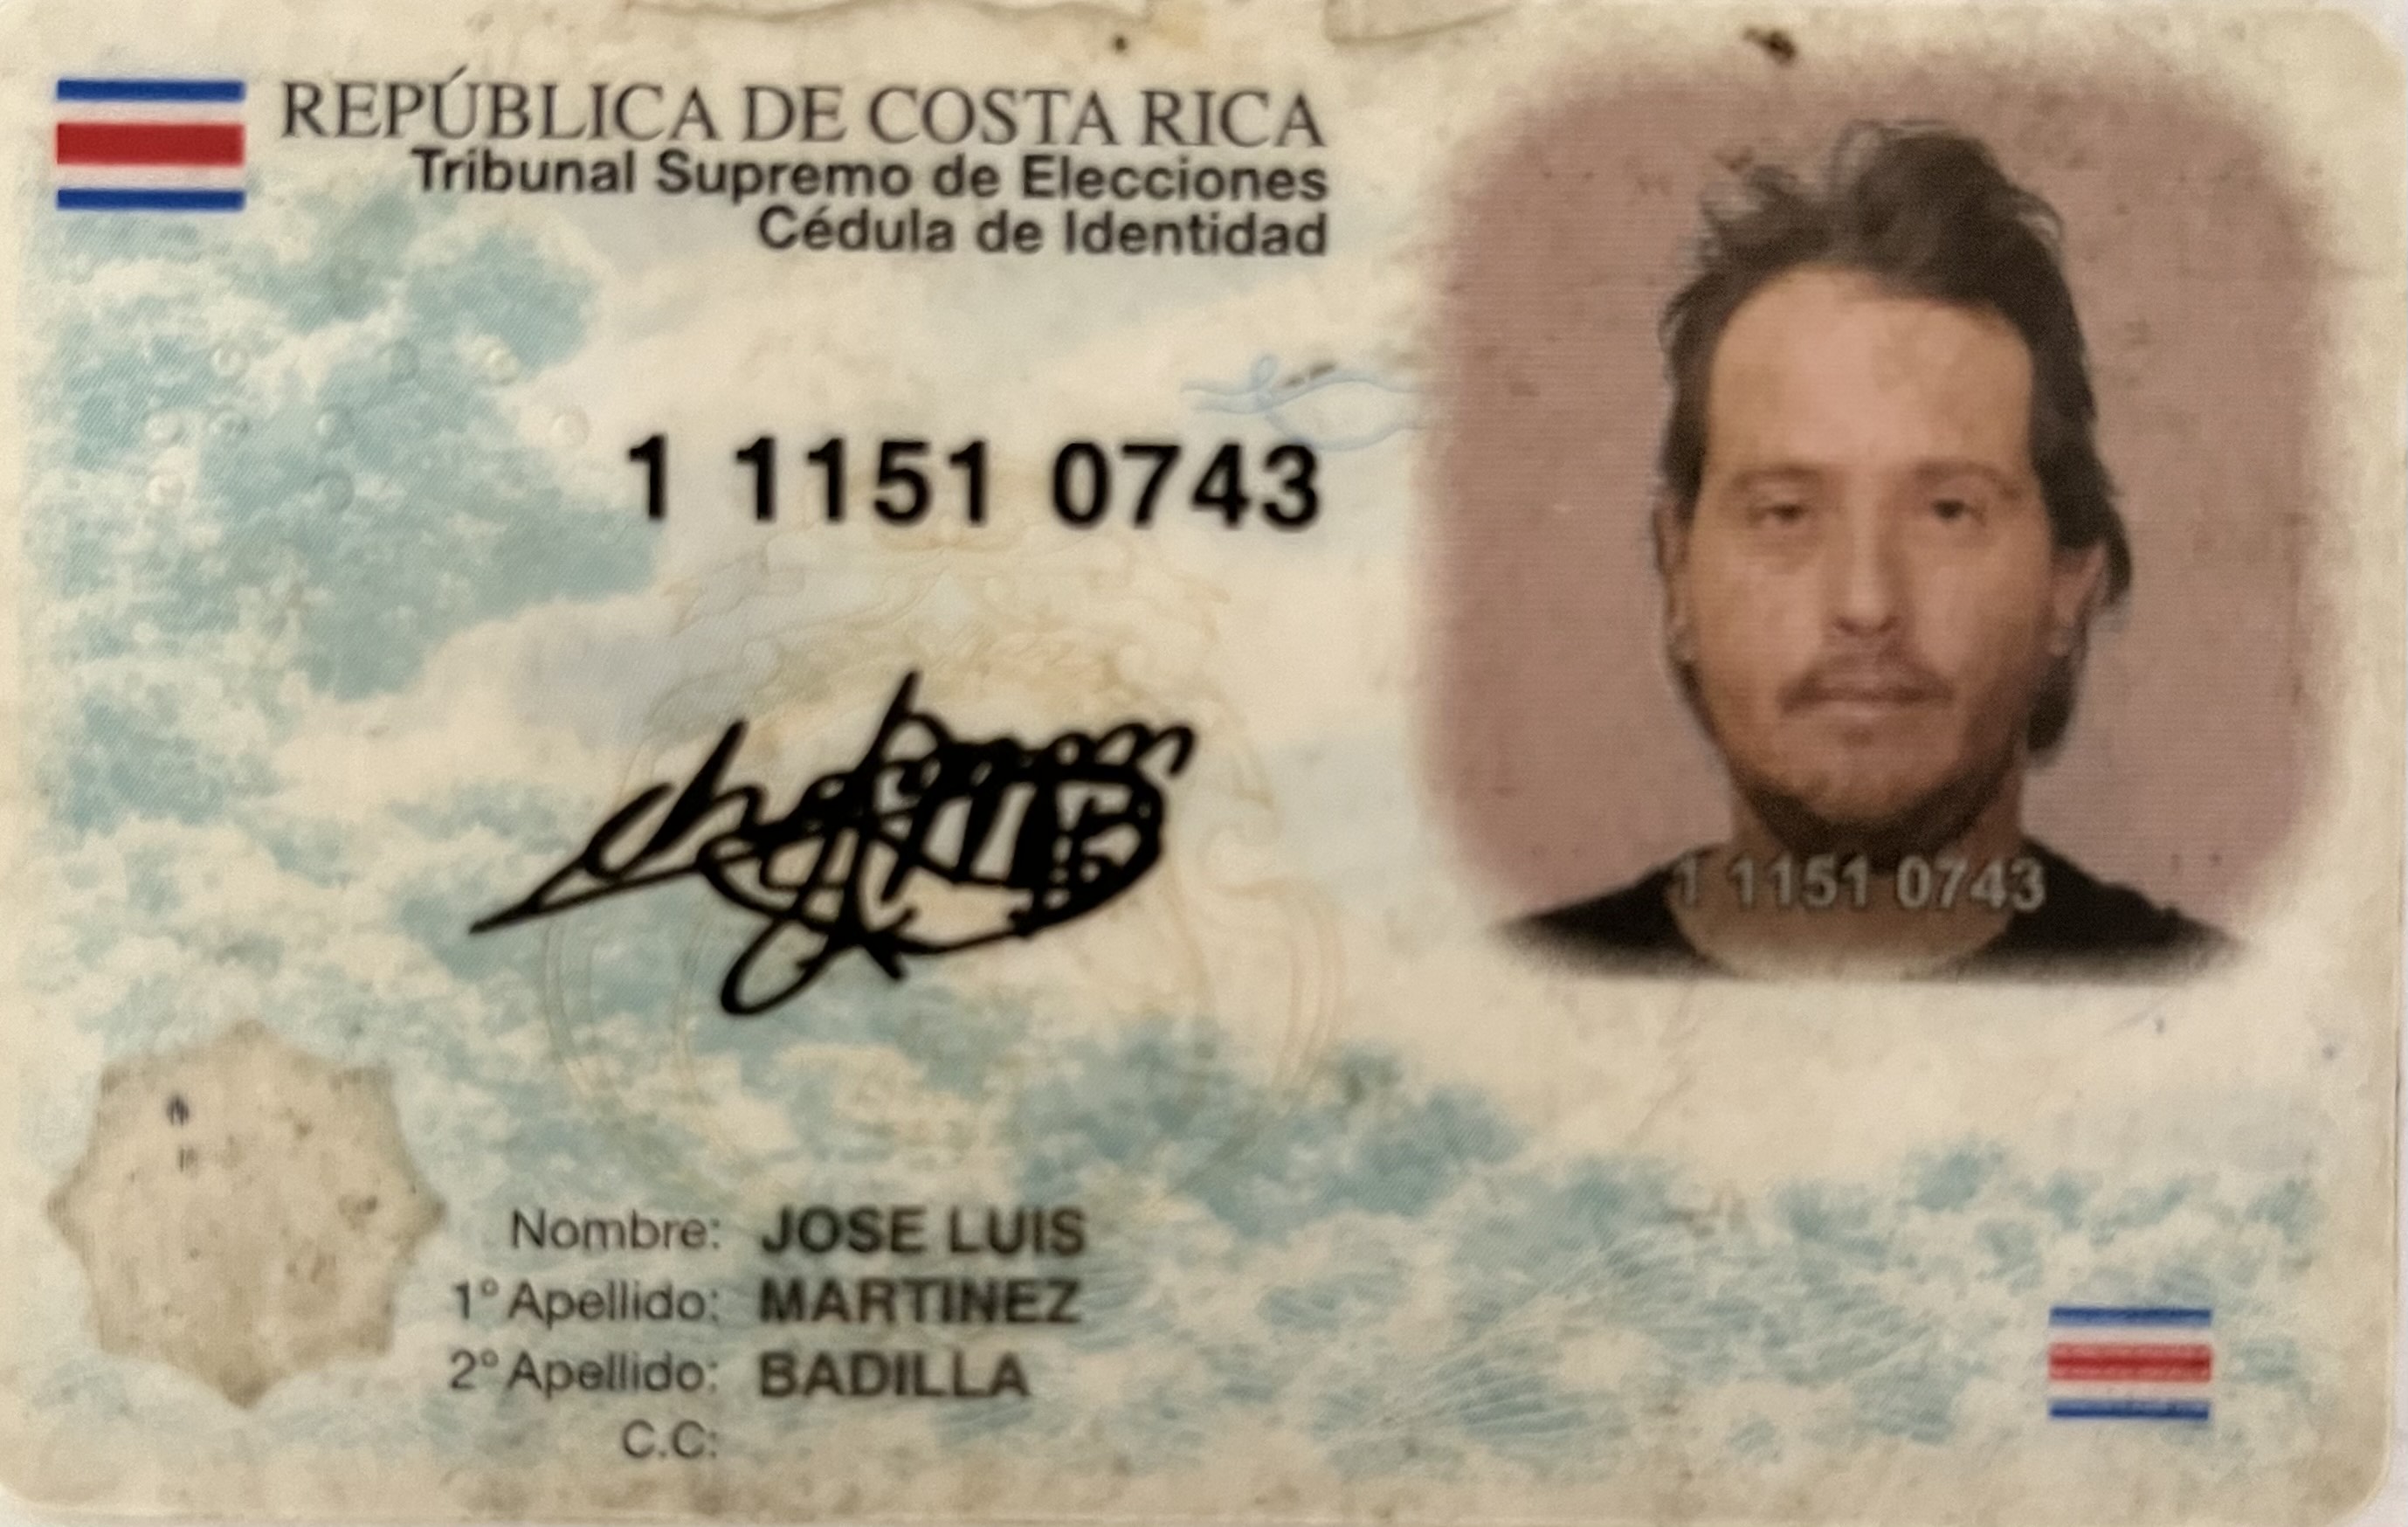 REPÚBLICA DE COSTA RICA
Tribunal Supremo de Elecciones
Cédula de Identidad
1 1151 0743
1 1151 0743
Nombre: JOSE LUIS
1° Apellido: MARTINEZ
2° Apellido: BADILLA
C.C: